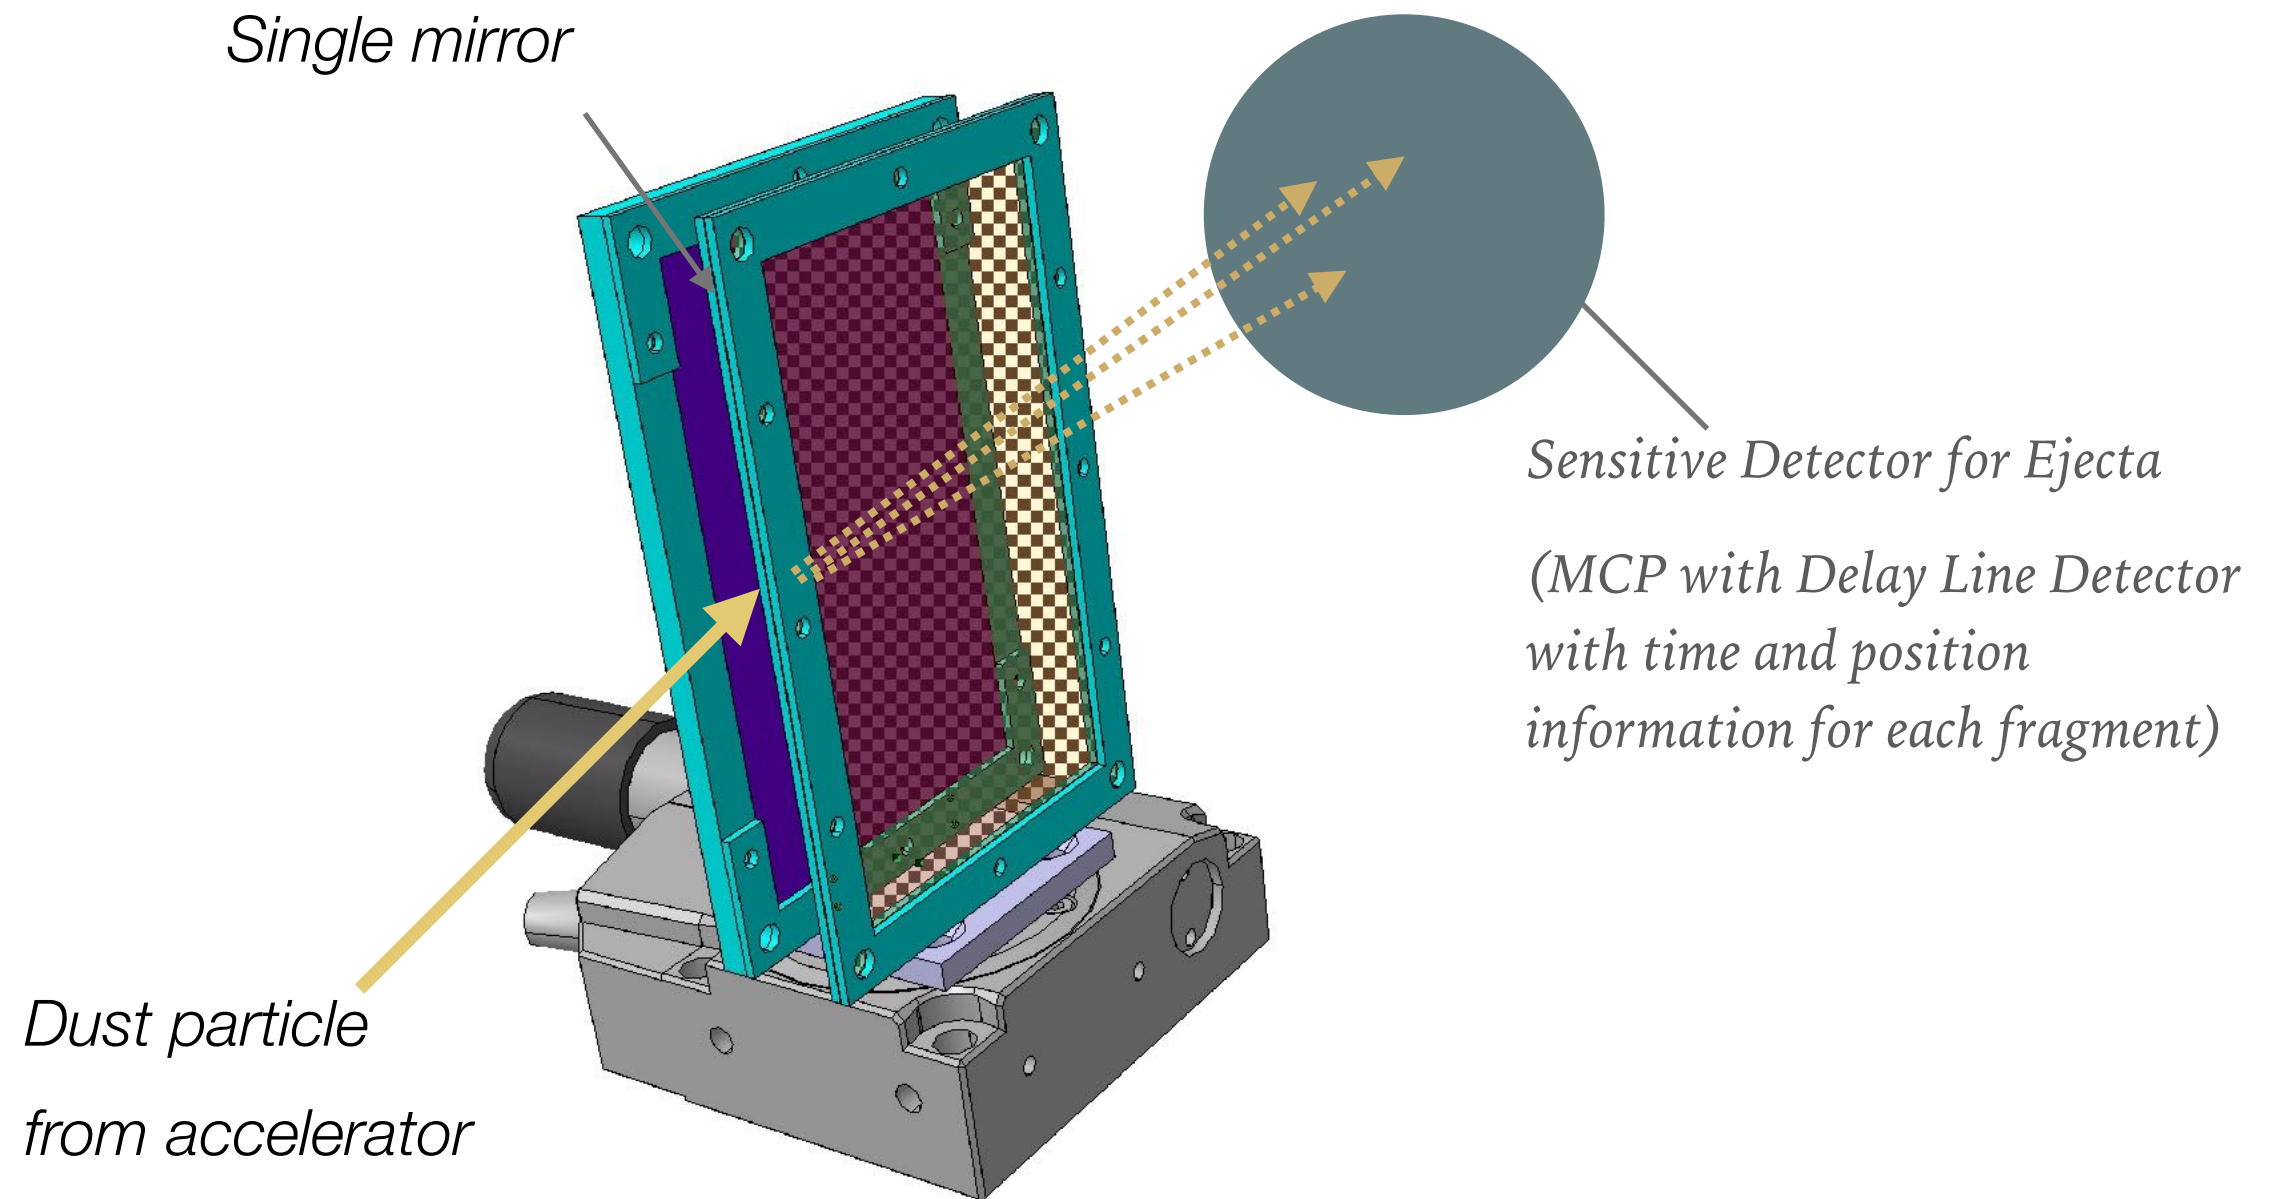 Single mirror
Sensitive Detector for Ejecta
(MCP with Delay Line Detector
with time and position
information for each fragment)
Dust particle
from accelerator